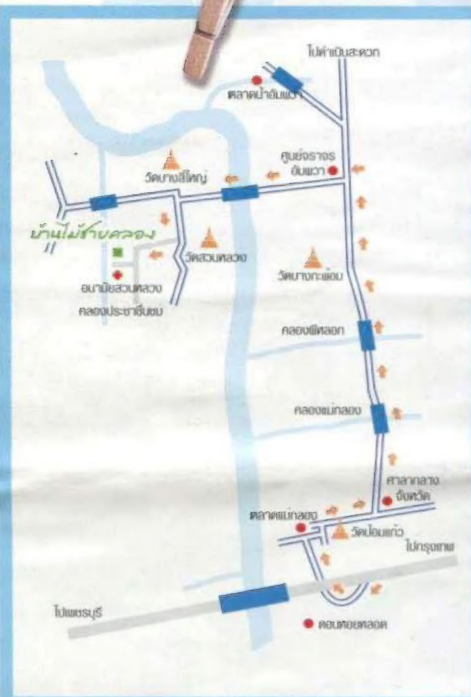 ไปดำเนินสะดวก
ตลาดน้ำอัมพวา
ศูนย์จราจร
อัมพวา
วัดบางลี่ใหญ่
บ้านไม้ชายคลอง
วัดสวนหลวง
วัดบางกะพ้อม
อนามัยสวนหลวง
คลองประชาชื่นชม
คลองผีหลอก
คลองแม่กลอง
ศาลากลาง
จังหวัด
ตลาดแม่กลอง
วัดป้อมแก้ว
ไปกรุงเทพ
ไปเพชรบุรี
ดอนหอยหลอด